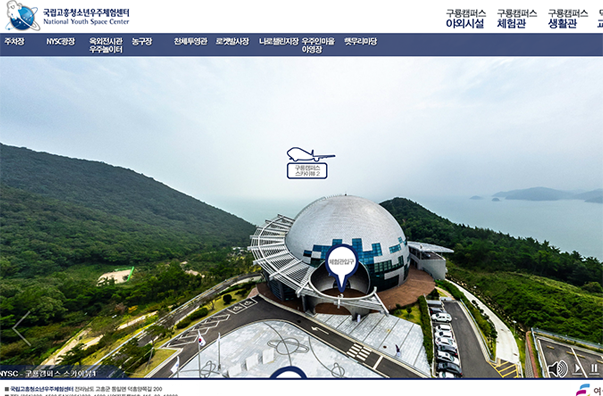 국립고흥청소년우주체험센터
National Youth Space Center
구룡캠퍼스 야외시설
구룡캠퍼스 체험관
구룡캠퍼스 생활관
주차장 NYSC광장 옥외전시관 우주놀이터 농구장 천체투영관 로켓발사장 나로챌린지장 우주인마을 야영장 햇무리마당
구룡캠퍼스
스카이뷰 2
체험관입구
NYSC - 구룡캠퍼스 스카이뷰1
■ 국립고흥청소년우주체험센터 전라남도 고흥군 동일면 덕흥양쪽길 200